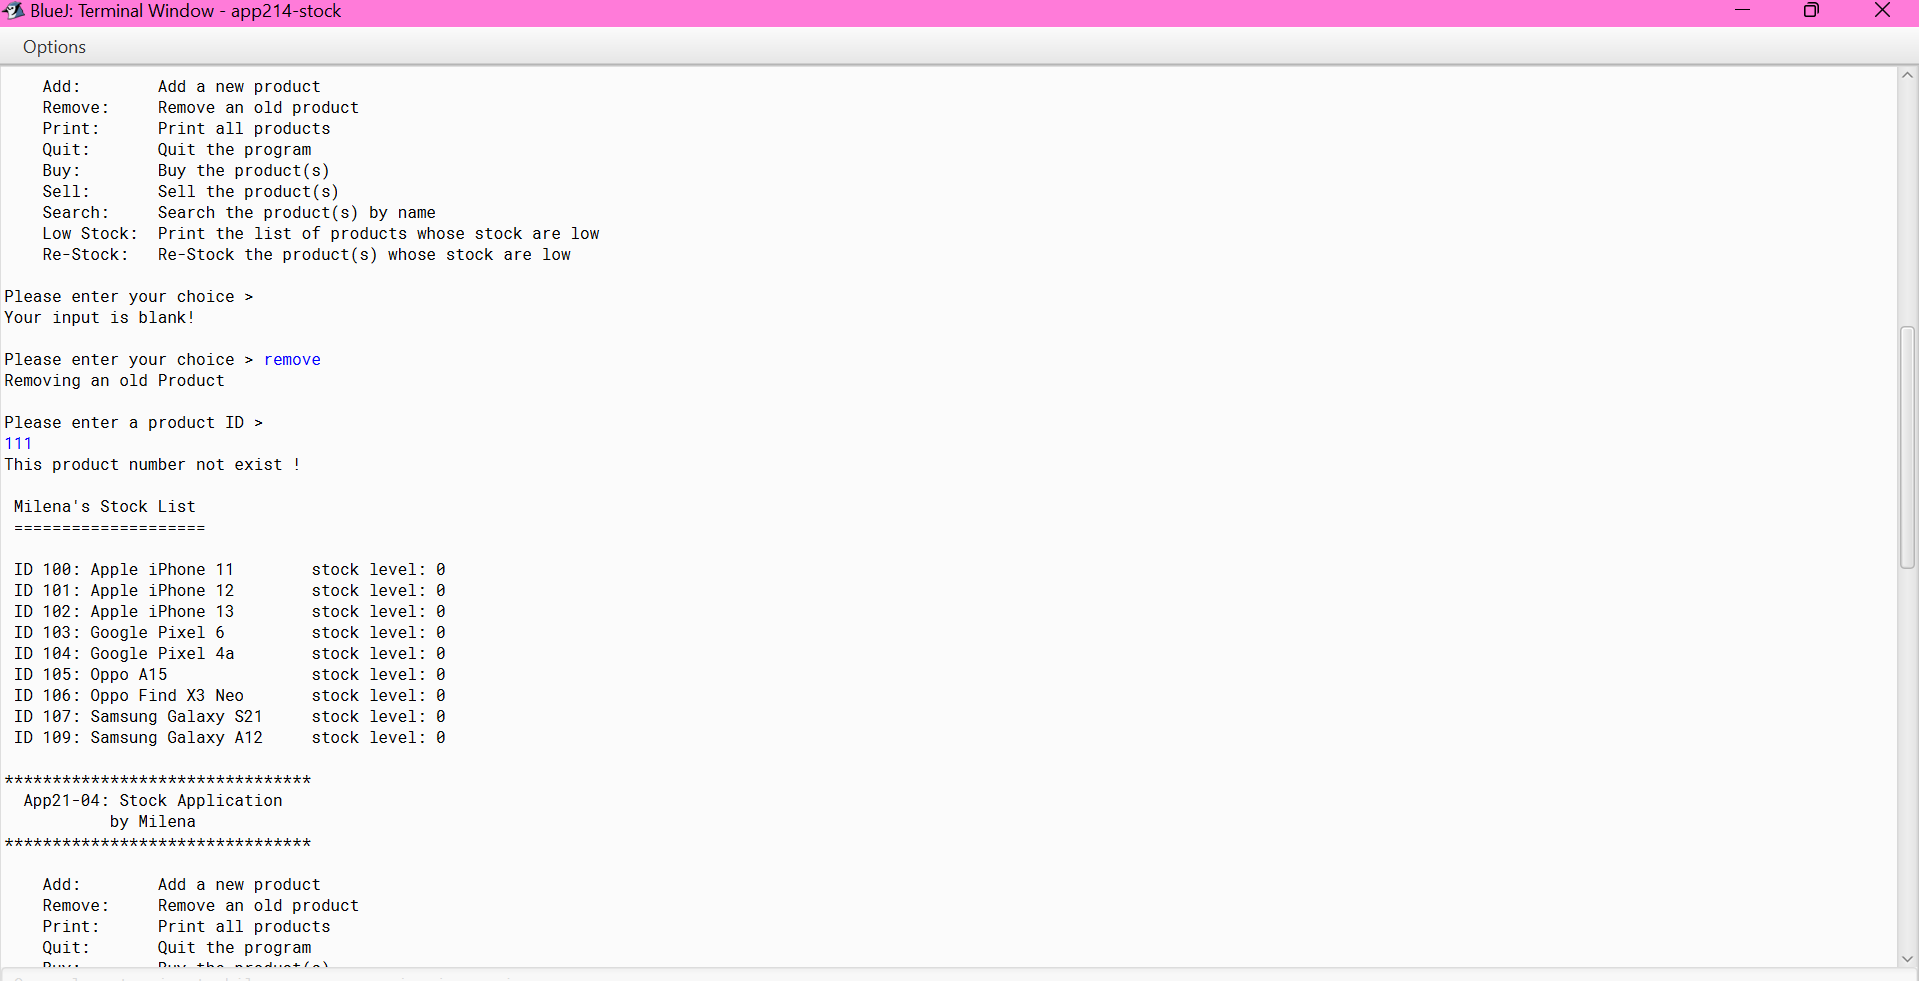 BlueJ: Terminal Window - app214-stock
Options
Add: Add a new product
Remove: Remove an old product
Print: Print all products
Quit: Quit the program
Buy: Buy the product(s)
Sell: Sell the product(s)
Search: Search the product(s) by name
Low Stock: Print the list of products whose stock are low
Re-Stock: Re-Stock the product(s) whose stock are low
Please enter your choice >
Your input is blank!
Please enter your choice > remove
Removing an old Product
Please enter a product ID >
111
This product number not exist !
Milena's Stock List
====================
ID 100: Apple iPhone 11 stock level: 0
ID 101: Apple iPhone 12 stock level: 0
ID 102: Apple iPhone 13 stock level: 0
ID 103: Google Pixel 6 stock level: 0
ID 104: Google Pixel 4a stock level: 0
ID 105: Oppo A15 stock level: 0
ID 106: Oppo Find X3 Neo stock level: 0
ID 107: Samsung Galaxy S21 stock level: 0
ID 109: Samsung Galaxy A12 stock level: 0
********************************
App21-04: Stock Application
by Milena
********************************
Add: Add a new product
Remove: Remove an old product
Print: Print all products
Quit: Quit the program
Buy: Buy the product(s)